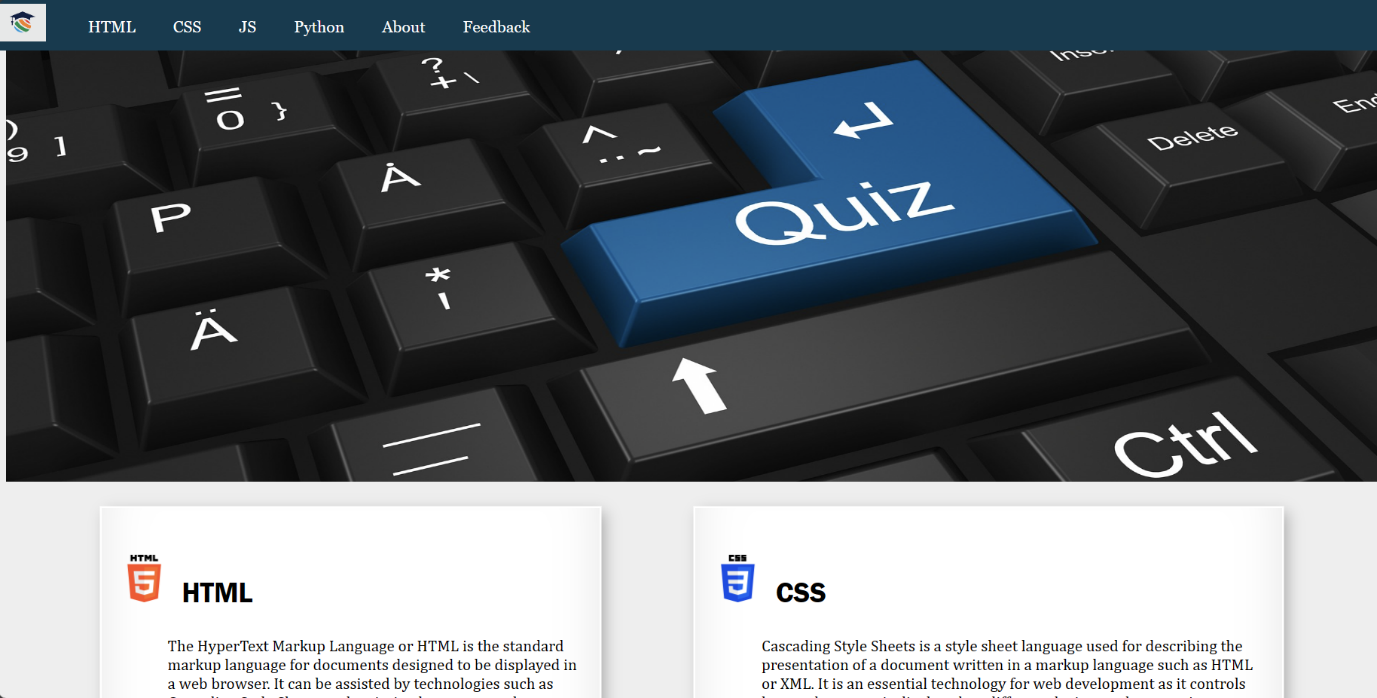 HTML CSS JS Python About Feedback
? + \
= 0 }
) 9 ]
^ ¨ ~
Å
P
* '
Ä
Quiz
Delete
End
Ctrl
HTML
HTML
The HyperText Markup Language or HTML is the standard
markup language for documents designed to be displayed in
a web browser. It can be assisted by technologies such as
CSS
CSS
Cascading Style Sheets is a style sheet language used for describing the
presentation of a document written in a markup language such as HTML
or XML. It is an essential technology for web development as it controls